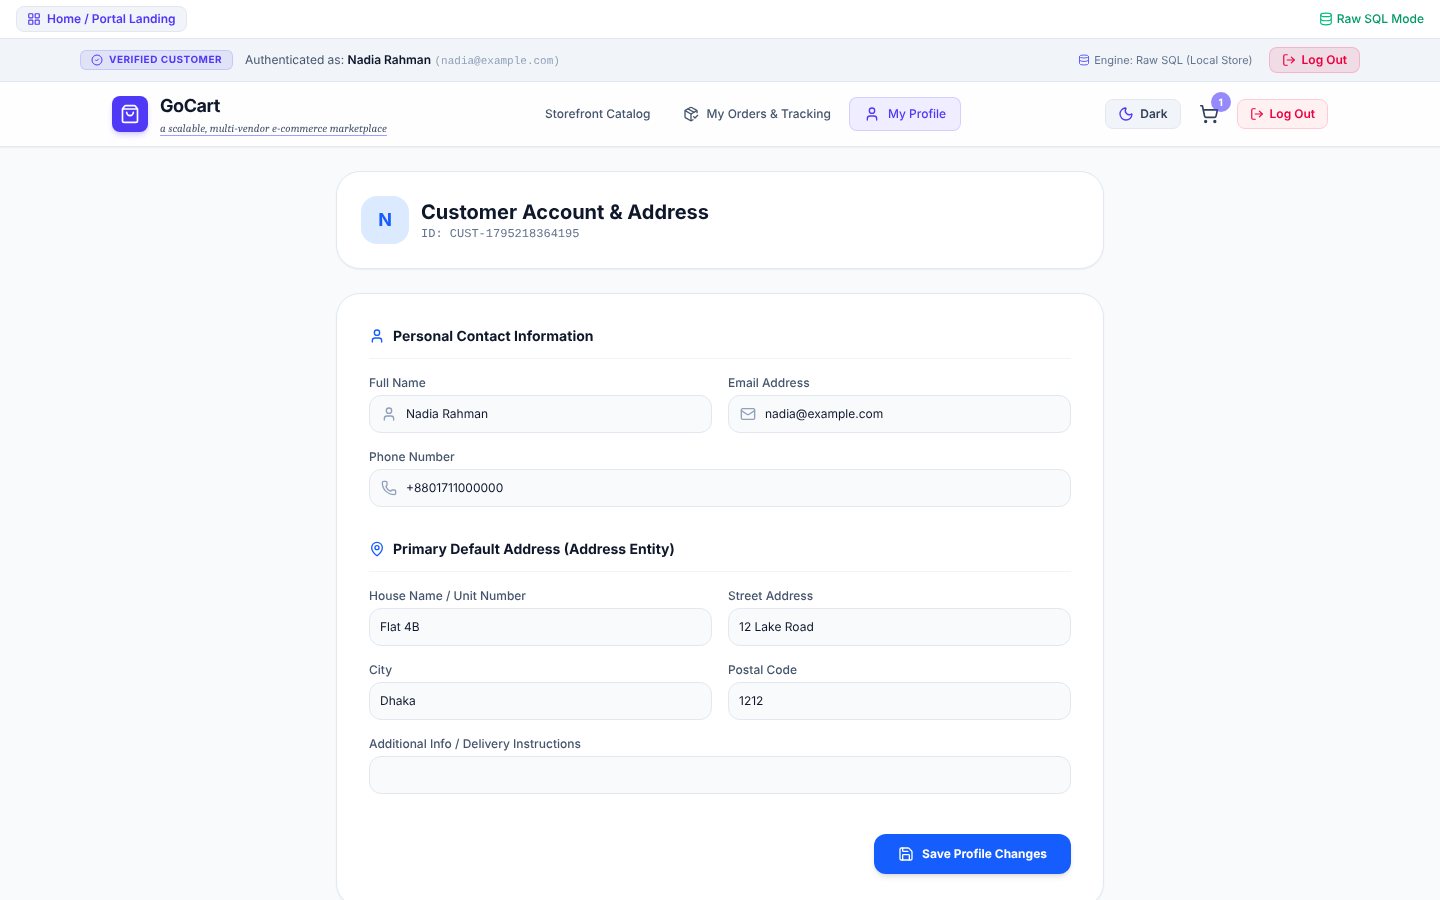 Home / Portal Landing
Raw SQL Mode
VERIFIED CUSTOMER
Authenticated as: Nadia Rahman (nadia@example.com)
Engine: Raw SQL (Local Store)
Log Out
GoCart
a scalable, multi-vendor e-commerce marketplace
Storefront Catalog
My Orders & Tracking
My Profile
Dark
1
Log Out
N
Customer Account & Address
ID: CUST-1795218364195
Personal Contact Information
Full Name
Email Address
Nadia Rahman
nadia@example.com
Phone Number
+8801711000000
Primary Default Address (Address Entity)
House Name / Unit Number
Street Address
Flat 4B
12 Lake Road
City
Postal Code
Dhaka
1212
Additional Info / Delivery Instructions
Save Profile Changes